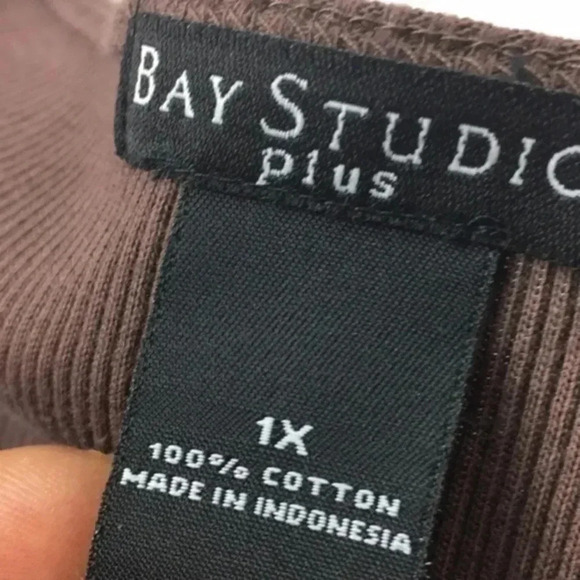 BAY STUDIO
Plus
1X
100% COTTON
MADE IN INDONESIA